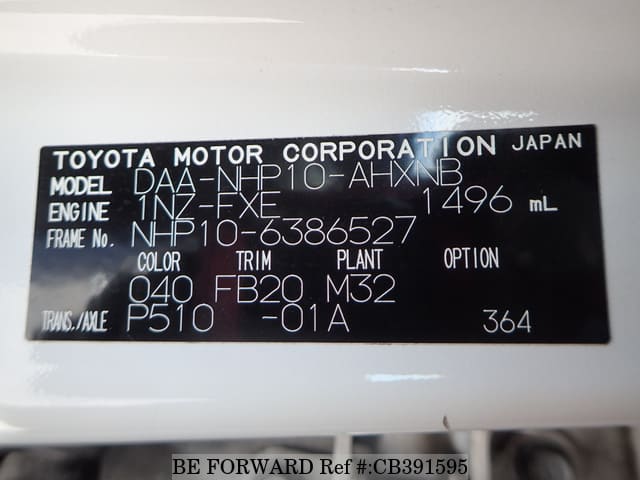 TOYOTA MOTOR CORPORATION JAPAN
MODEL DAA-NHP10-AHXNB
ENGINE 1NZ-FXE 1496 mL
FRAME No. NHP10-6386527
COLOR TRIM PLANT OPTION
040 FB20 M32
TRANS./AXLE P510 -01A 364
BE FORWARD Ref #:CB391595